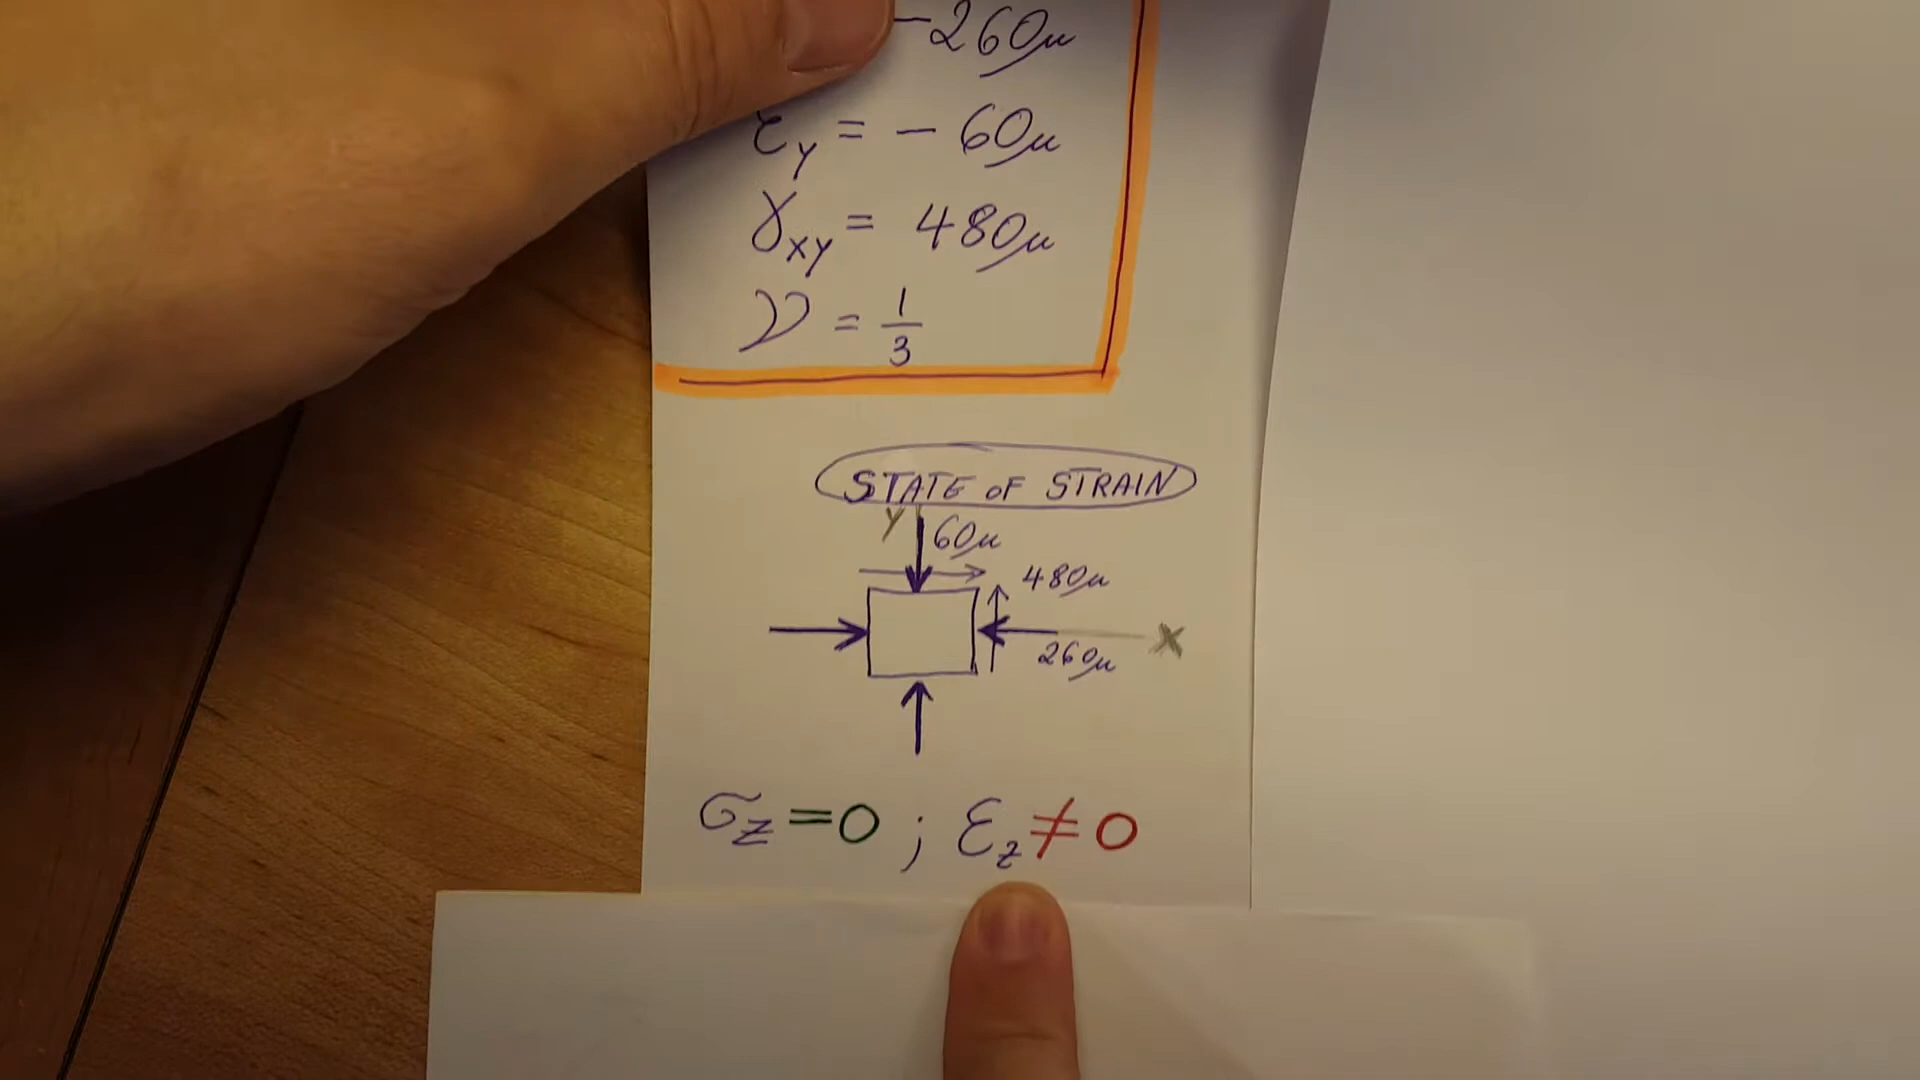 -260μ
εy = - 60μ
γxy = 480μ
ν = 1/3
STATE OF STRAIN
Y 60μ
480μ
X
260μ
σz = 0 ; εz ≠ 0